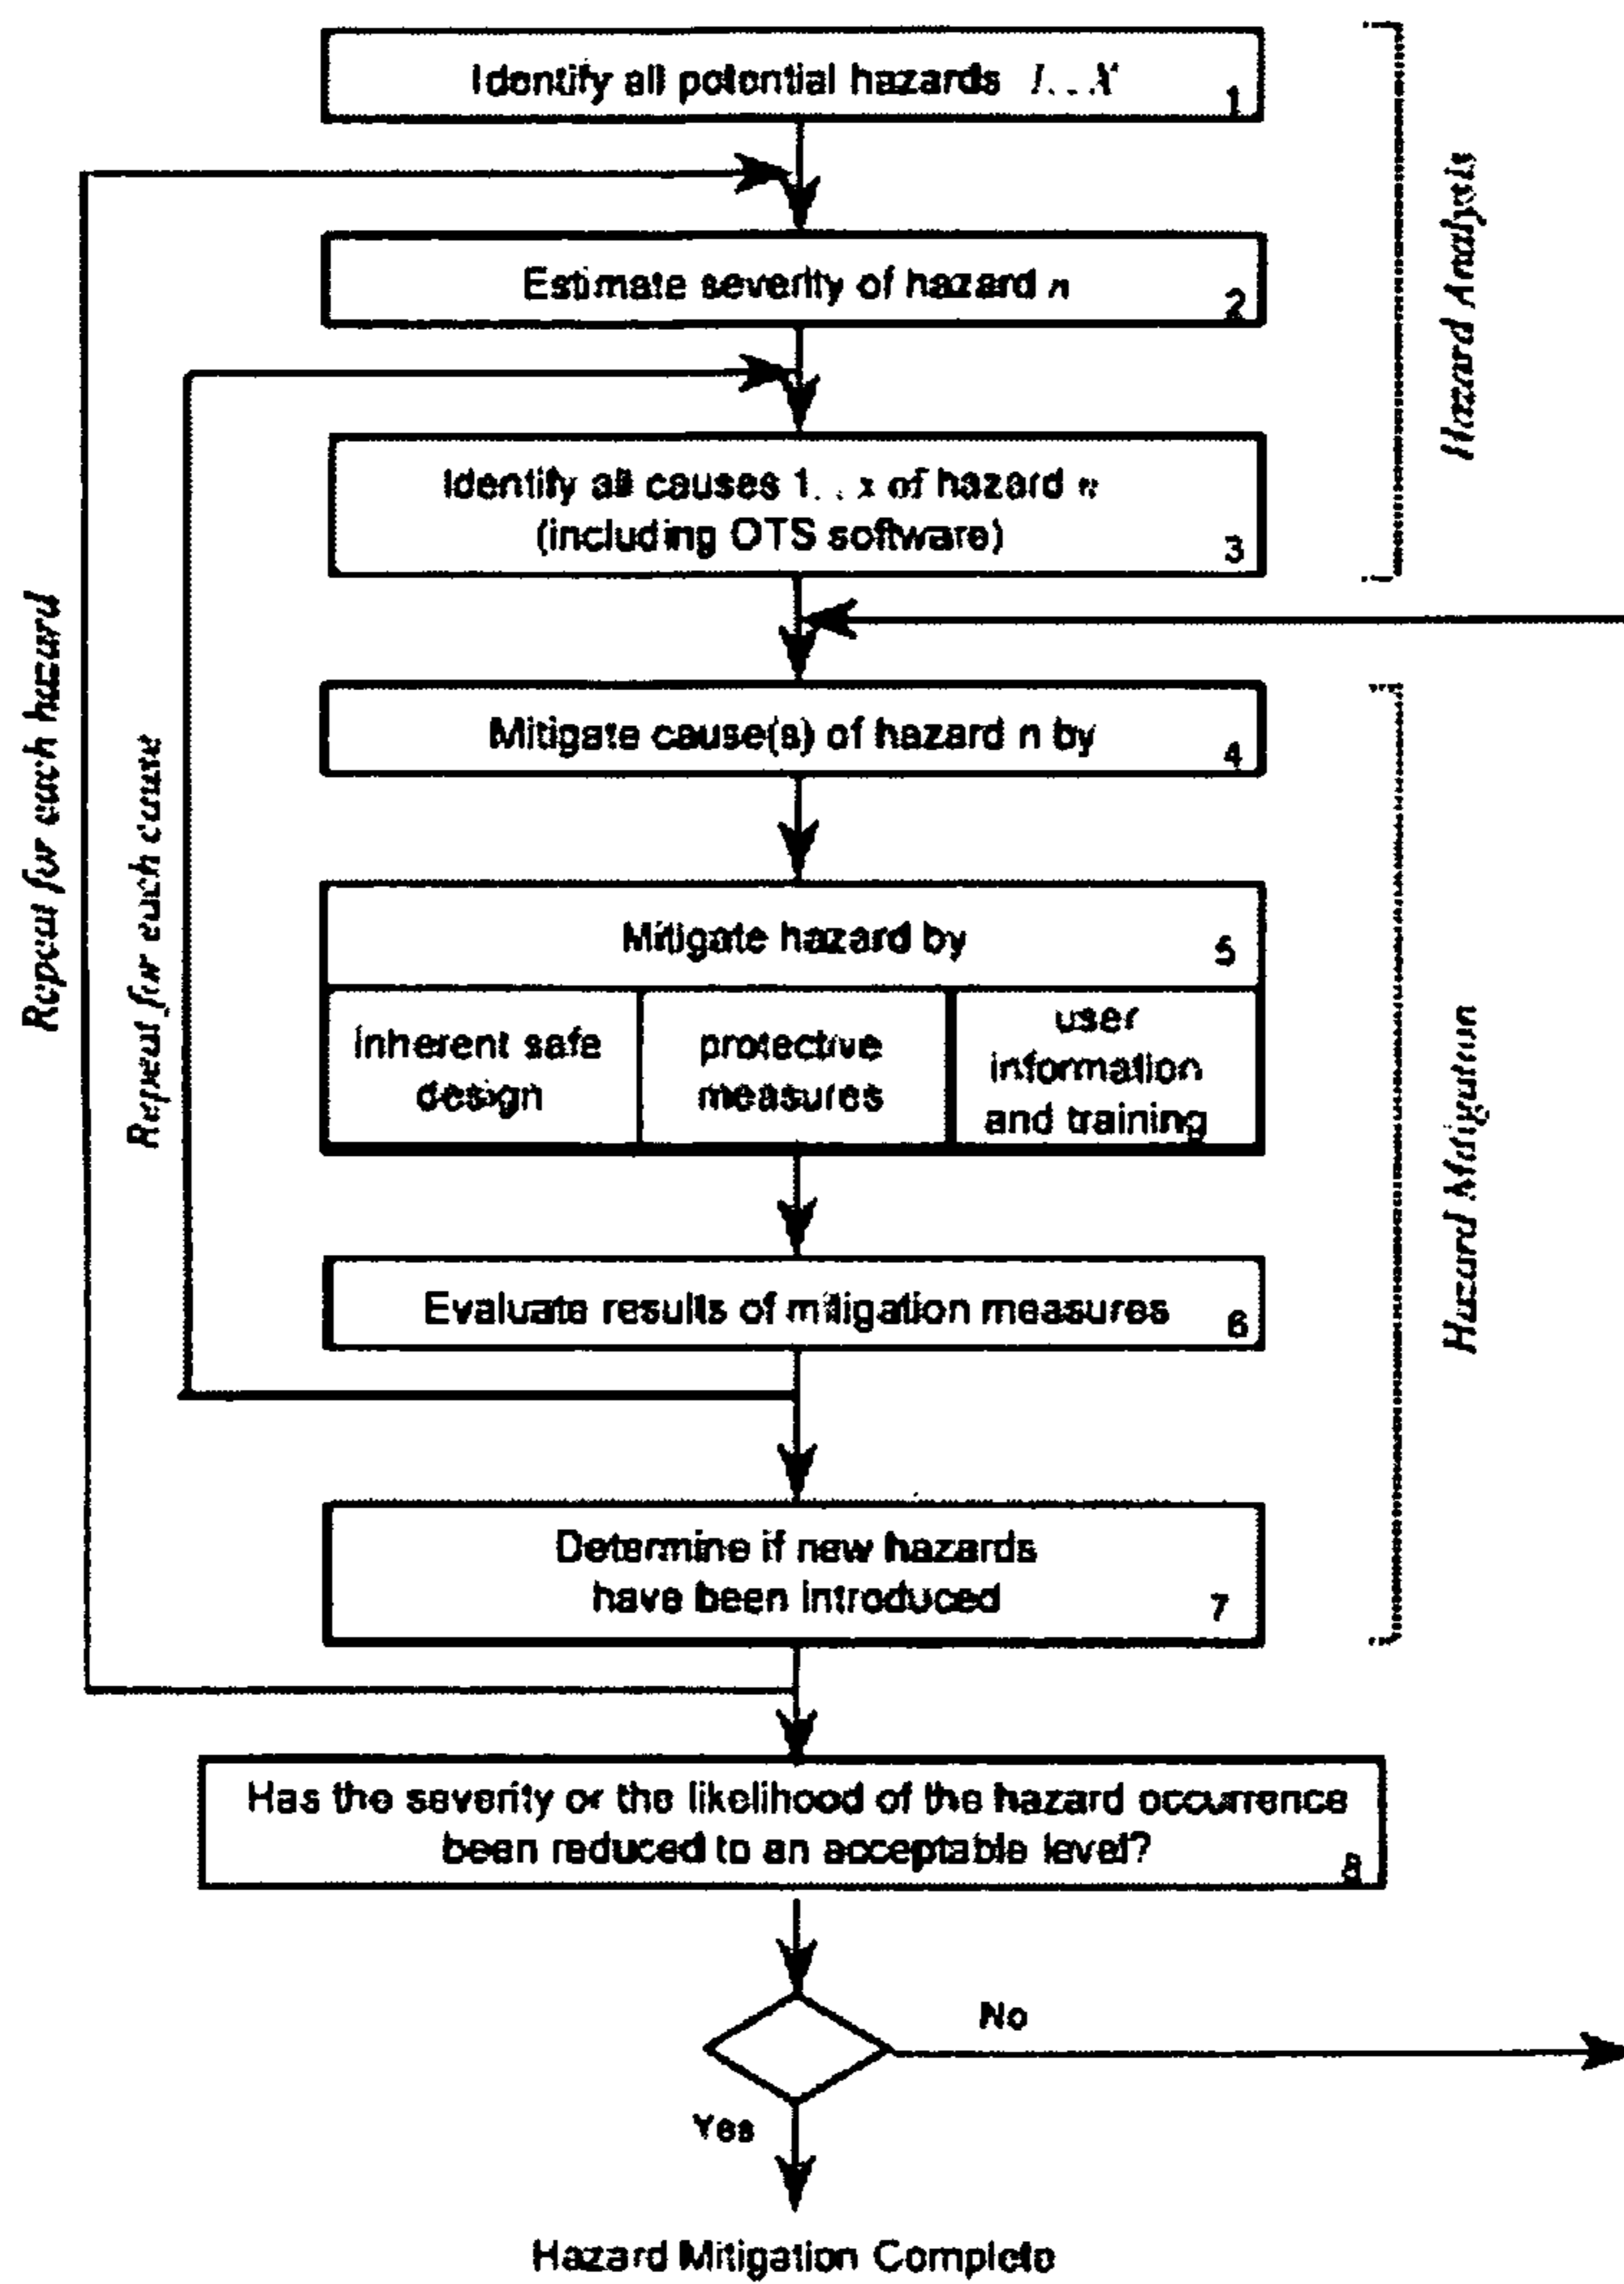 Identify all potential hazards
1
Estimate severity of hazard n
2
Identify all causes 1. . x of hazard n
(including OTS software)
3
Mitigate cause(s) of hazard n by
4
Mitigate hazard by
5
inherent safe
design
protective
measures
user
information
and training
Evaluate results of mitigation measures
6
Determine if new hazards
have been introduced
7
Has the severity or the likelihood of the hazard occurrence
been reduced to an acceptable level?
8
No
Yes
Hazard Mitigation Complete
Repeat for each hazard
Repeat for each cause
Hazard Analysis
Hazard Mitigation